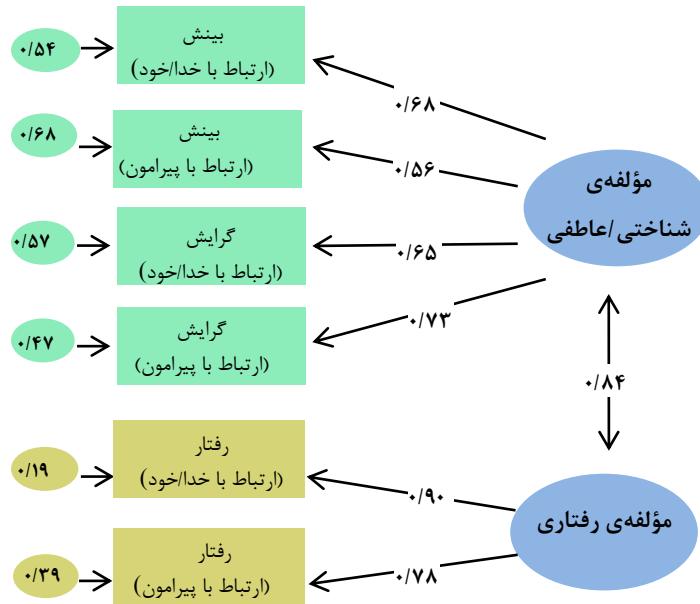 بینش
(ارتباط با خدا/خود)
۰/۵۴
۰/۶۸
بینش
(ارتباط با پیرامون)
۰/۶۸
۰/۵۶
مؤلفه‌ی
شناختی/عاطفی
گرایش
(ارتباط با خدا/خود)
۰/۵۷
۰/۶۵
گرایش
(ارتباط با پیرامون)
۰/۴۷
۰/۷۳
۰/۸۴
رفتار
(ارتباط با خدا/خود)
۰/۱۹
۰/۹۰
مؤلفه‌ی رفتاری
رفتار
(ارتباط با پیرامون)
۰/۳۹
۰/۷۸